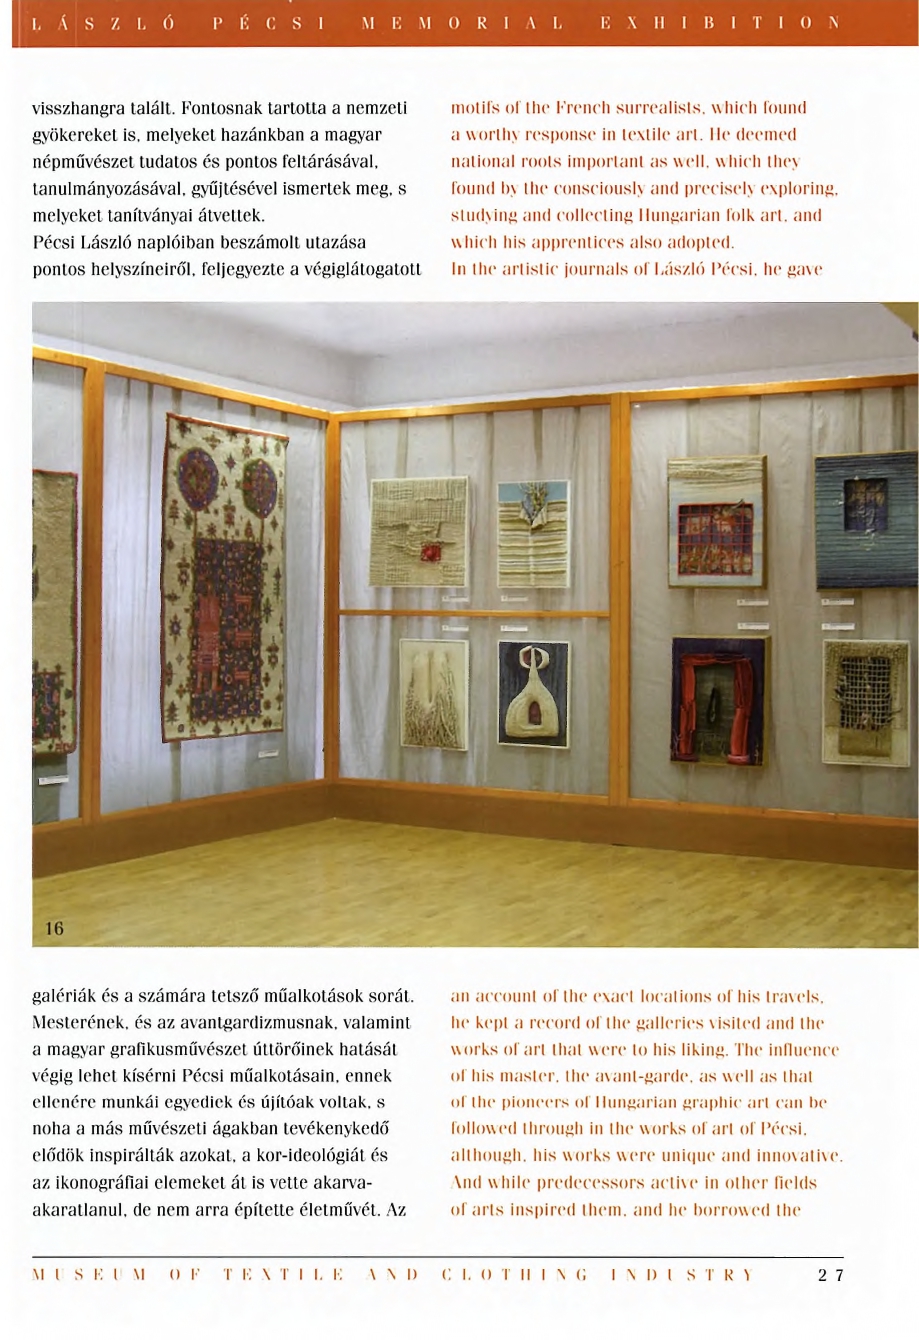 LÁSZLÓ PÉCSI MEMORIAL EXHIBITION
visszhangra talált. Fontosnak tartotta a nemzeti
gyökereket is, melyeket hazánkban a magyar
népművészet tudatos és pontos feltárásával,
tanulmányozásával, gyűjtésével ismertek meg, s
melyeket tanítványai átvettek.
Pécsi László naplóiban beszámolt utazása
pontos helyszíneiről, feljegyezte a végiglátogatott
motifs of the French surrealists, which found
a worthy response in textile art. He deemed
national roots important as well, which they
found by the consciously and precisely exploring,
studying and collecting Hungarian folk art, and
which his apprentices also adopted.
In the artistic journals of László Pécsi, he gave
16
galériák és a számára tetsző műalkotások sorát.
Mesterének, és az avantgardizmusnak, valamint
a magyar grafikusművészet úttörőinek hatását
végig lehet kísérni Pécsi műalkotásain, ennek
ellenére munkái egyediek és újítóak voltak, s
noha a más művészeti ágakban tevékenykedő
elődök inspirálták azokat, a kor-ideológiát és
az ikonográfiai elemeket át is vette akarva-
akaratlanul, de nem arra építette életművét. Az
an account of the exact locations of his travels,
he kept a record of the galleries visited and the
works of art that were to his liking. The influence
of his master, the avant-garde, as well as that
of the pioneers of Hungarian graphic art can be
followed through in the works of art of Pécsi,
although, his works were unique and innovative.
And while predecessors active in other fields
of arts inspired them, and he borrowed the
MUSEUM OF TEXTILE AND CLOTHING INDUSTRY 27